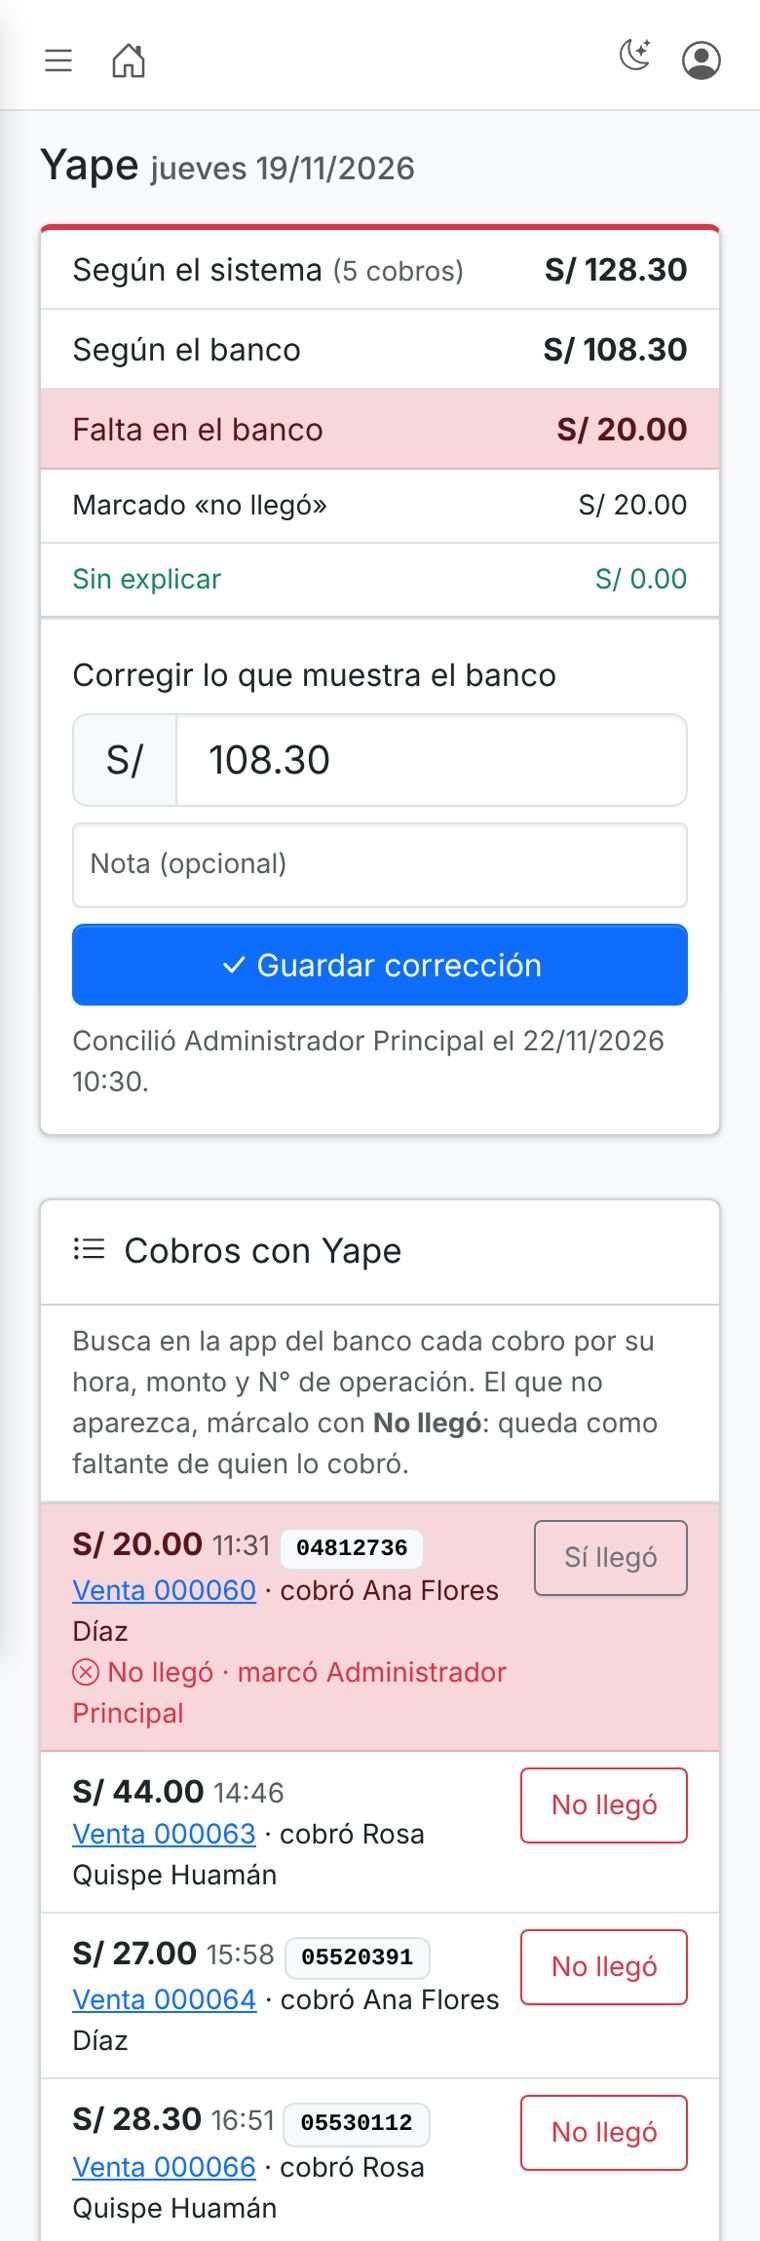 Yape jueves 19/11/2026
Según el sistema (5 cobros) S/ 128.30
Según el banco S/ 108.30
Falta en el banco S/ 20.00
Marcado «no llegó» S/ 20.00
Sin explicar S/ 0.00
Corregir lo que muestra el banco
S/ 108.30
Nota (opcional)
Guardar corrección
Concilió Administrador Principal el 22/11/2026
10:30.
Cobros con Yape
Busca en la app del banco cada cobro por su
hora, monto y N° de operación. El que no
aparezca, márcalo con No llegó: queda como
faltante de quien lo cobró.
S/ 20.00 11:31 04812736 Sí llegó
Venta 000060 · cobró Ana Flores
Díaz
No llegó · marcó Administrador
Principal
S/ 44.00 14:46 No llegó
Venta 000063 · cobró Rosa
Quispe Huamán
S/ 27.00 15:58 05520391 No llegó
Venta 000064 · cobró Ana Flores
Díaz
S/ 28.30 16:51 05530112 No llegó
Venta 000066 · cobró Rosa
Quispe Huamán